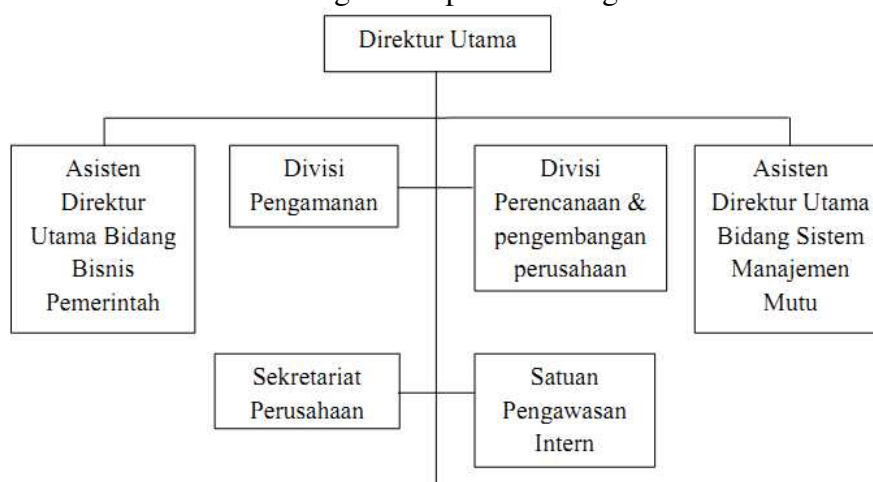 Direktur Utama
Asisten
Direktur
Utama Bidang
Bisnis
Pemerintah
Divisi
Pengamanan
Divisi
Perencanaan &
pengembangan
perusahaan
Asisten
Direktur Utama
Bidang Sistem
Manajemen
Mutu
Sekretariat
Perusahaan
Satuan
Pengawasan
Intern